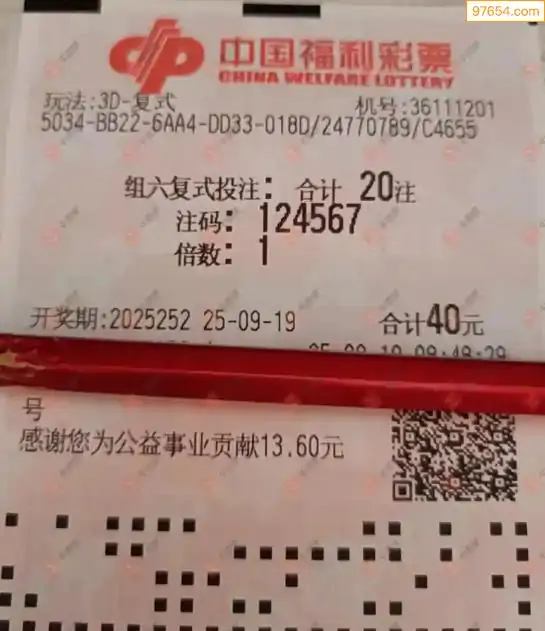 97654.com
中国福利彩票
CHINA WELFARE LOTTERY
玩法:3D-复式 机号:36111201
5034-BB22-6AA4-DD33-018D/24770789/C4655
组六复式投注: 合计 20注
注码: 124567
倍数: 1
开奖期:2025252 25-09-19 合计40元
号
感谢您为公益事业贡献13.60元